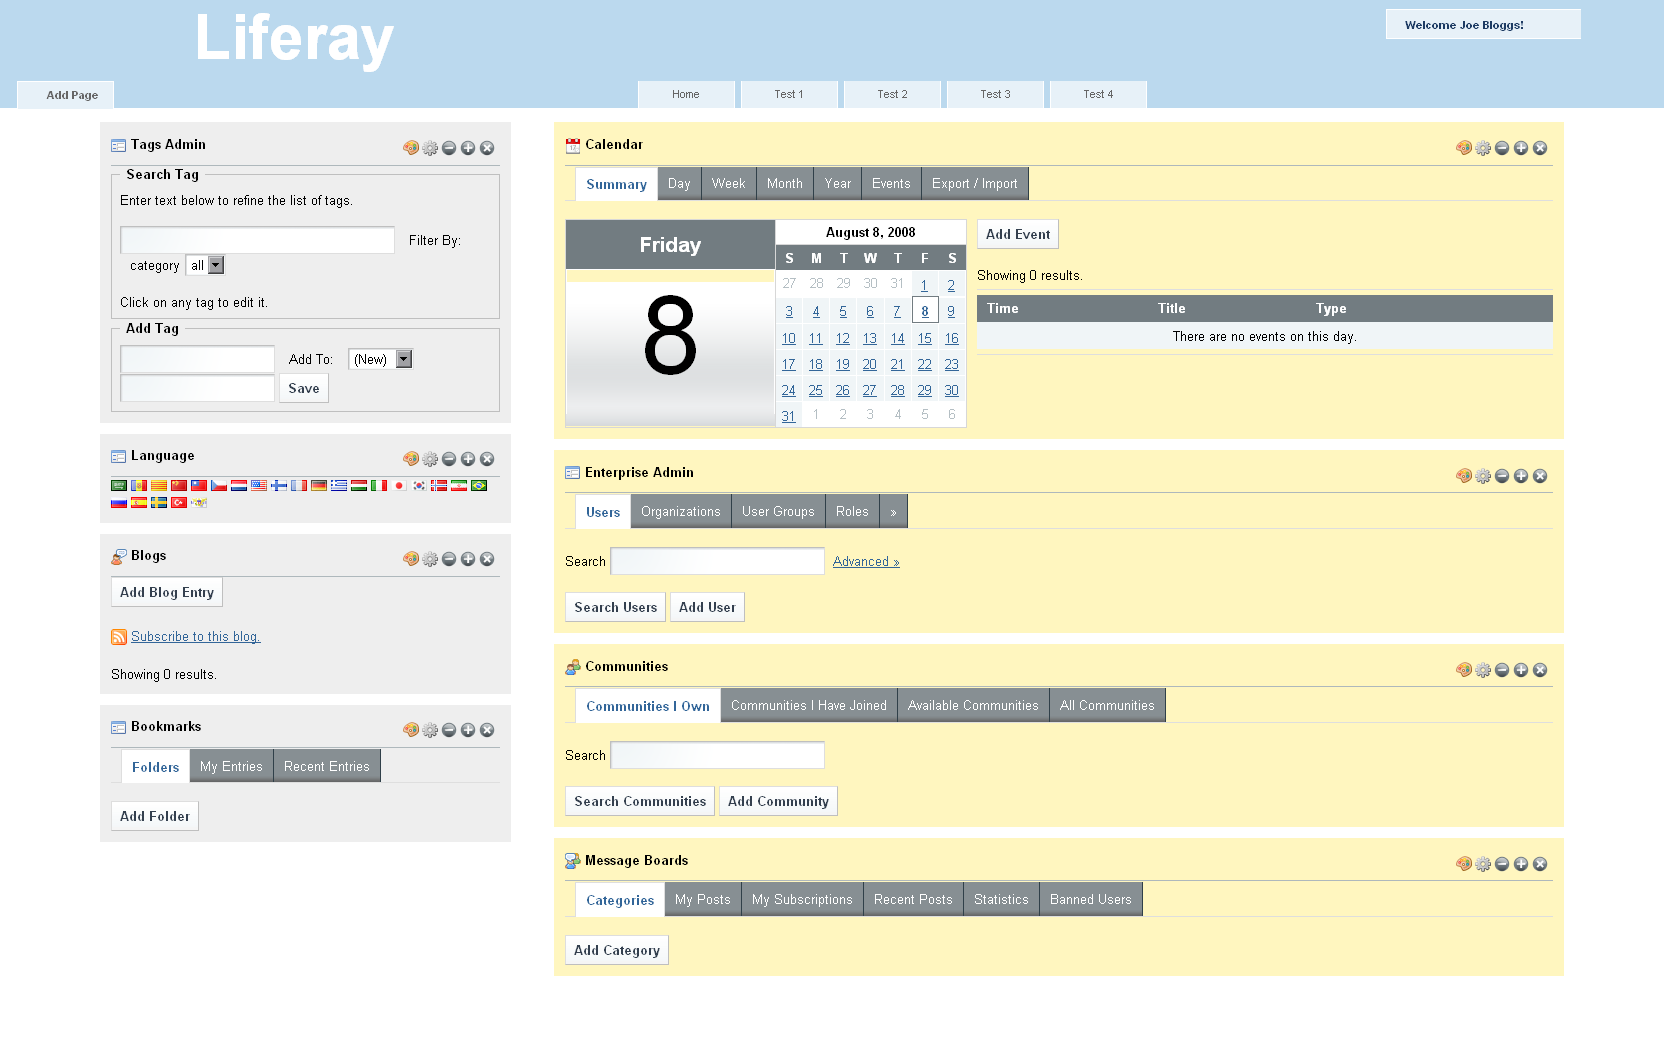 Liferay
Welcome Joe Bloggs!
Add Page
Home Test 1 Test 2 Test 3 Test 4
Tags Admin
Search Tag
Enter text below to refine the list of tags.
Filter By:
category all
Click on any tag to edit it.
Add Tag
Add To: (New)
Save
Language
Blogs
Add Blog Entry
Subscribe to this blog.
Showing 0 results.
Bookmarks
Folders My Entries Recent Entries
Add Folder
Calendar
Summary Day Week Month Year Events Export / Import
Friday
8
August 8, 2008
S M T W T F S
27 28 29 30 31 1 2
3 4 5 6 7 8 9
10 11 12 13 14 15 16
17 18 19 20 21 22 23
24 25 26 27 28 29 30
31 1 2 3 4 5 6
Add Event
Showing 0 results.
Time Title Type
There are no events on this day.
Enterprise Admin
Users Organizations User Groups Roles »
Search Advanced »
Search Users Add User
Communities
Communities I Own Communities I Have Joined Available Communities All Communities
Search
Search Communities Add Community
Message Boards
Categories My Posts My Subscriptions Recent Posts Statistics Banned Users
Add Category